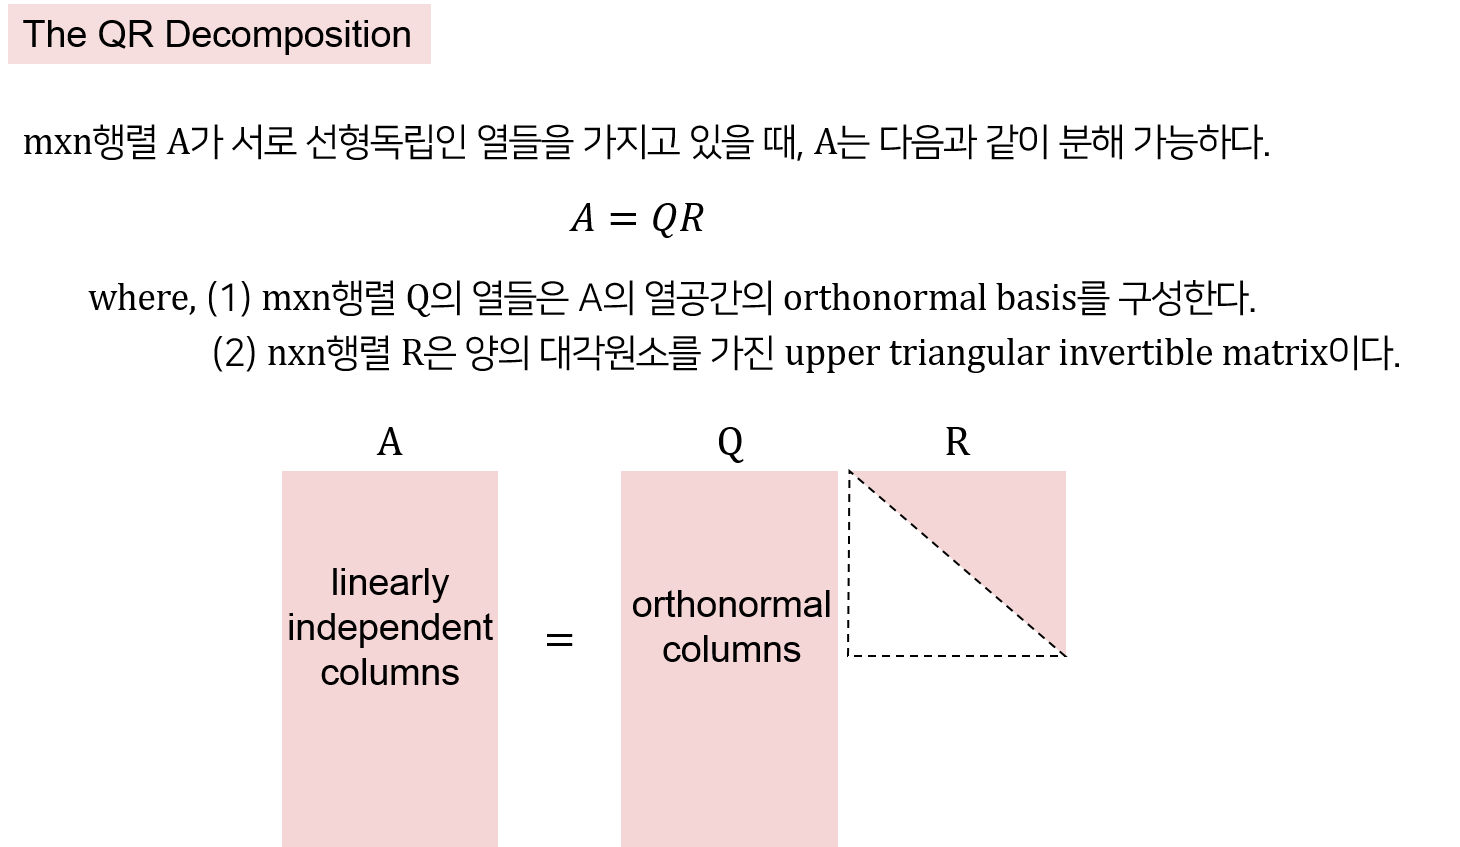 The QR Decomposition
mxn행렬 A가 서로 선형독립인 열들을 가지고 있을 때, A는 다음과 같이 분해 가능하다.
A = QR
where, (1) mxn행렬 Q의 열들은 A의 열공간의 orthonormal basis를 구성한다.
(2) nxn행렬 R은 양의 대각원소를 가진 upper triangular invertible matrix이다.
A Q R
linearly
independent
columns
=
orthonormal
columns